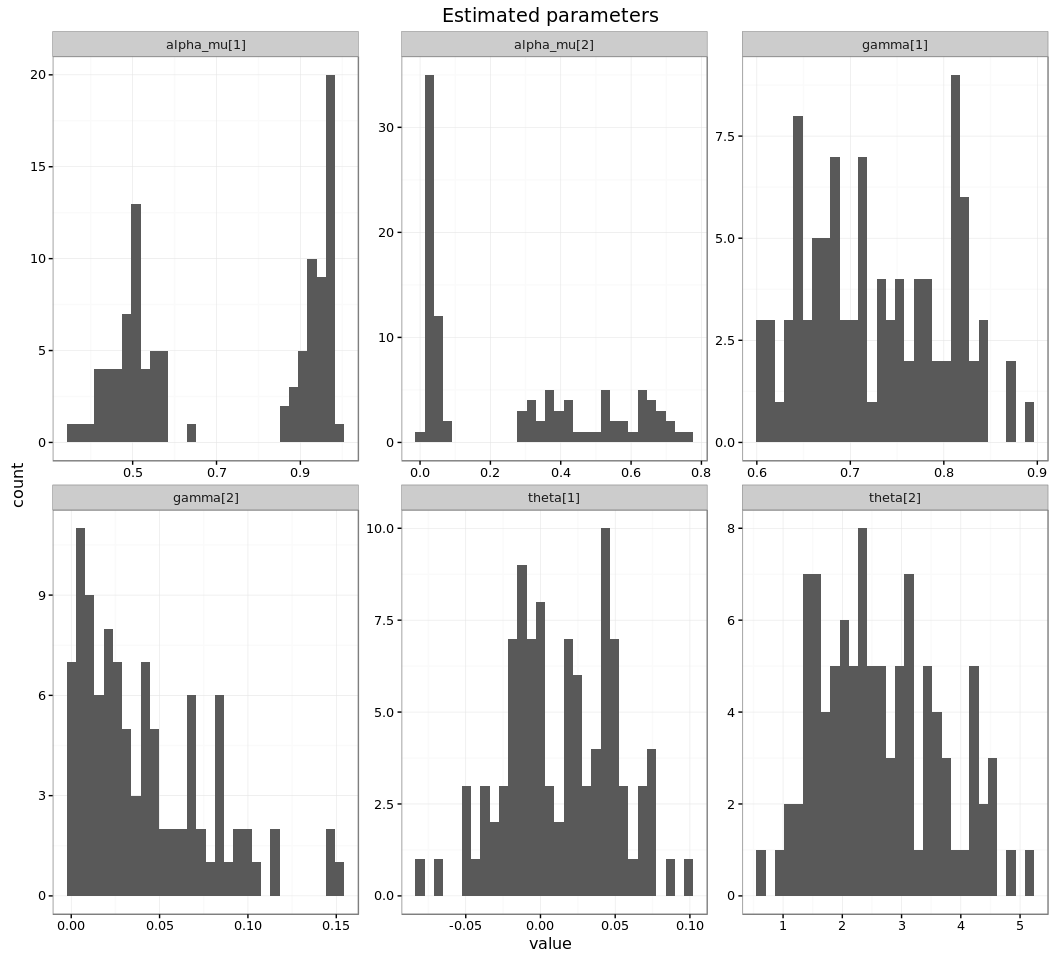 Estimated parameters
alpha_mu[1] alpha_mu[2] gamma[1]
20
15
10
5
0
0.5 0.7 0.9
30
20
10
0
0.0 0.2 0.4 0.6 0.8
7.5
5.0
2.5
0.0
0.6 0.7 0.8 0.9
count
gamma[2] theta[1] theta[2]
9
6
3
0
0.00 0.05 0.10 0.15
10.0
7.5
5.0
2.5
0.0
-0.05 0.00 0.05 0.10
8
6
4
2
0
1 2 3 4 5
value